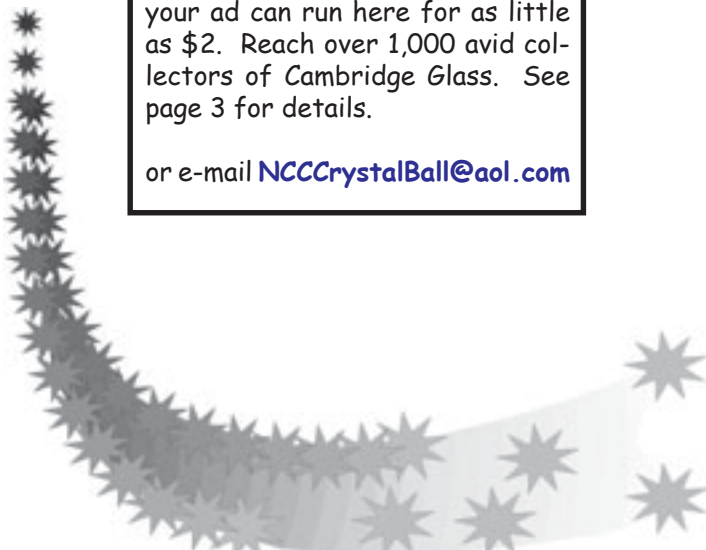 your ad can run here for as little
as $2. Reach over 1,000 avid col-
lectors of Cambridge Glass. See
page 3 for details.
or e-mail NCCCrystalBall@aol.com